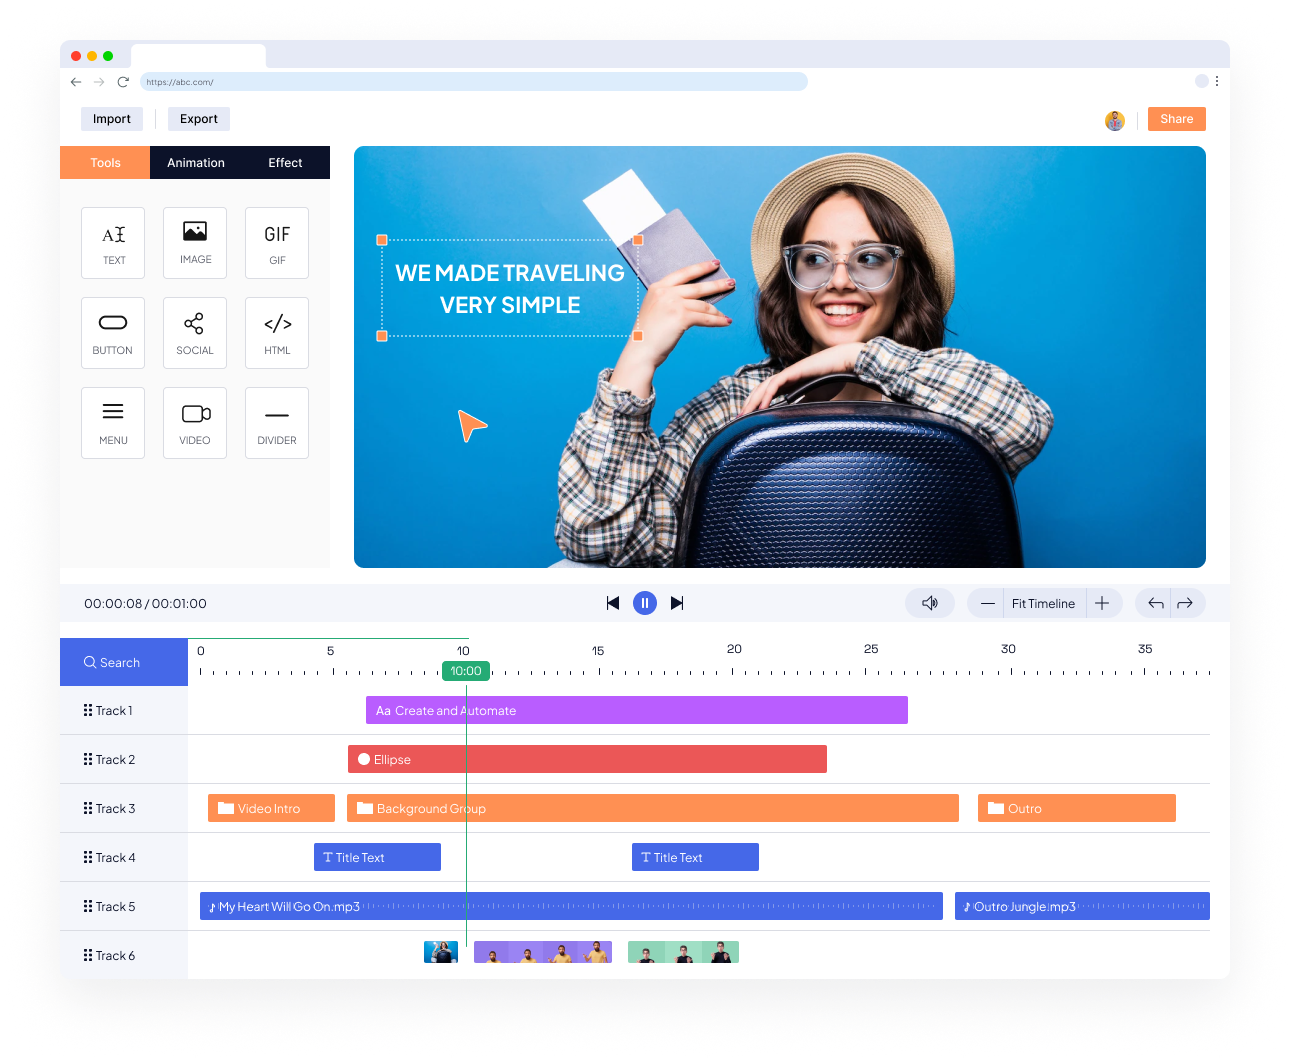 https://abc.com/
Import
Export
Share
Tools
Animation
Effect
TEXT
IMAGE
GIF
GIF
BUTTON
SOCIAL
</>
HTML
MENU
VIDEO
DIVIDER
WE MADE TRAVELING
VERY SIMPLE
00:00:08 / 00:01:00
Fit Timeline
Search
0
5
10
15
20
25
30
35
10:00
Track 1
Aa Create and Automate
Track 2
Ellipse
Track 3
Video Intro
Background Group
Outro
Track 4
T Title Text
T Title Text
Track 5
My Heart Will Go On.mp3
Outro Jungle.mp3
Track 6